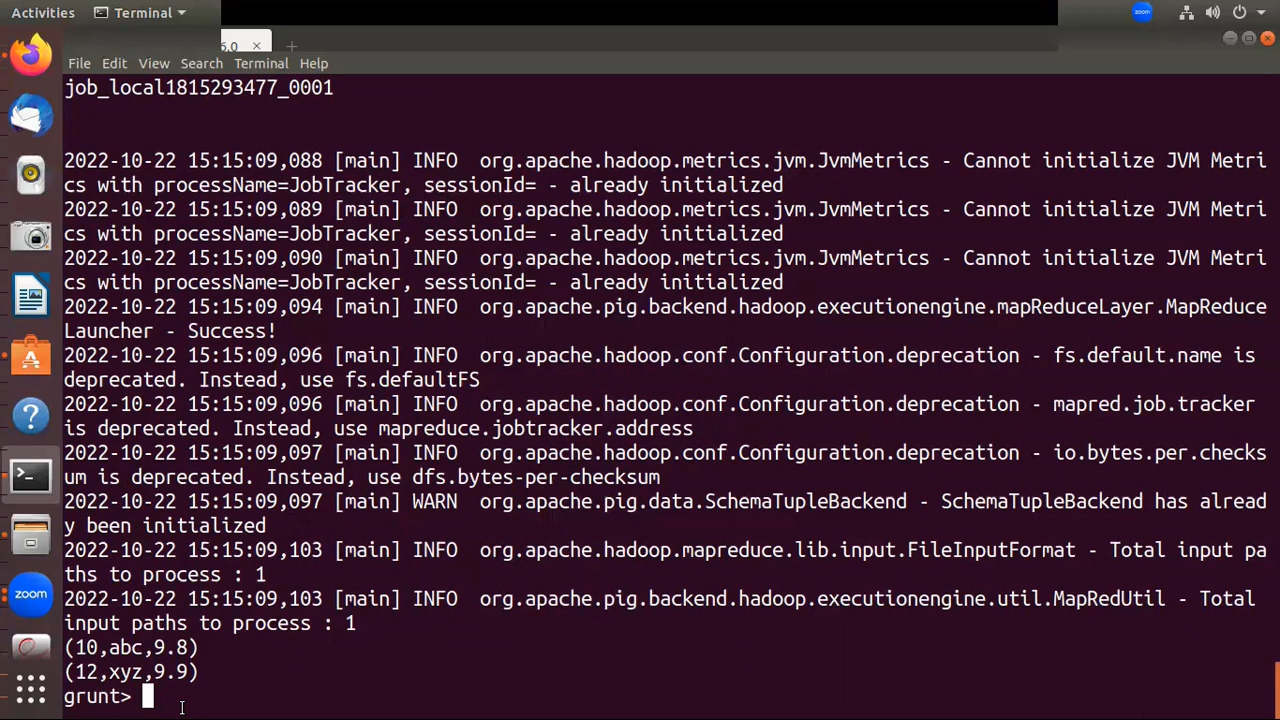 Activities Terminal
zoom
6.0 × +
File Edit View Search Terminal Help
job_local1815293477_0001
2022-10-22 15:15:09,088 [main] INFO  org.apache.hadoop.metrics.jvm.JvmMetrics - Cannot initialize JVM Metri
cs with processName=JobTracker, sessionId= - already initialized
2022-10-22 15:15:09,089 [main] INFO  org.apache.hadoop.metrics.jvm.JvmMetrics - Cannot initialize JVM Metri
cs with processName=JobTracker, sessionId= - already initialized
2022-10-22 15:15:09,090 [main] INFO  org.apache.hadoop.metrics.jvm.JvmMetrics - Cannot initialize JVM Metri
cs with processName=JobTracker, sessionId= - already initialized
2022-10-22 15:15:09,094 [main] INFO  org.apache.pig.backend.hadoop.executionengine.mapReduceLayer.MapReduce
Launcher - Success!
2022-10-22 15:15:09,096 [main] INFO  org.apache.hadoop.conf.Configuration.deprecation - fs.default.name is
deprecated. Instead, use fs.defaultFS
2022-10-22 15:15:09,096 [main] INFO  org.apache.hadoop.conf.Configuration.deprecation - mapred.job.tracker
is deprecated. Instead, use mapreduce.jobtracker.address
2022-10-22 15:15:09,097 [main] INFO  org.apache.hadoop.conf.Configuration.deprecation - io.bytes.per.checks
um is deprecated. Instead, use dfs.bytes-per-checksum
2022-10-22 15:15:09,097 [main] WARN  org.apache.pig.data.SchemaTupleBackend - SchemaTupleBackend has alread
y been initialized
2022-10-22 15:15:09,103 [main] INFO  org.apache.hadoop.mapreduce.lib.input.FileInputFormat - Total input pa
ths to process : 1
2022-10-22 15:15:09,103 [main] INFO  org.apache.pig.backend.hadoop.executionengine.util.MapRedUtil - Total
input paths to process : 1
(10,abc,9.8)
(12,xyz,9.9)
grunt>
zoom